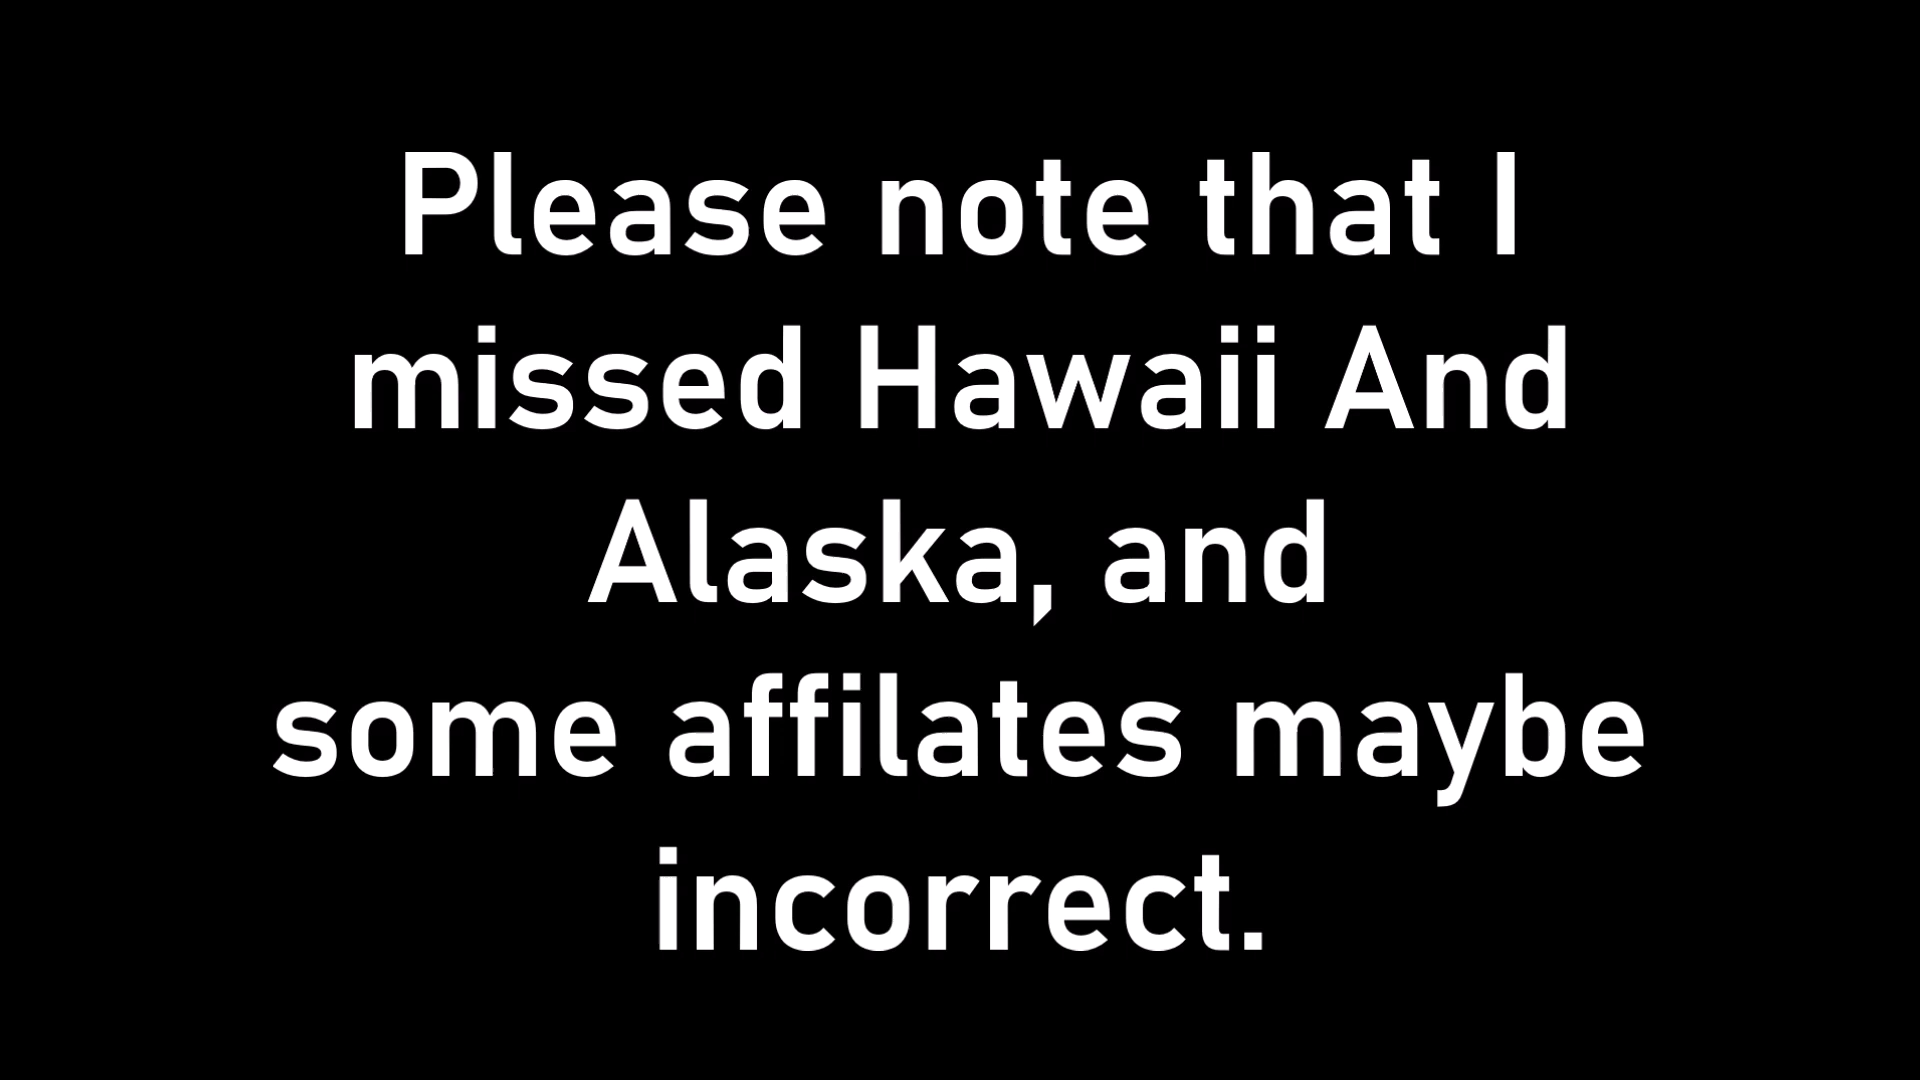 Please note that I
missed Hawaii And
Alaska, and
some affilates maybe
incorrect.